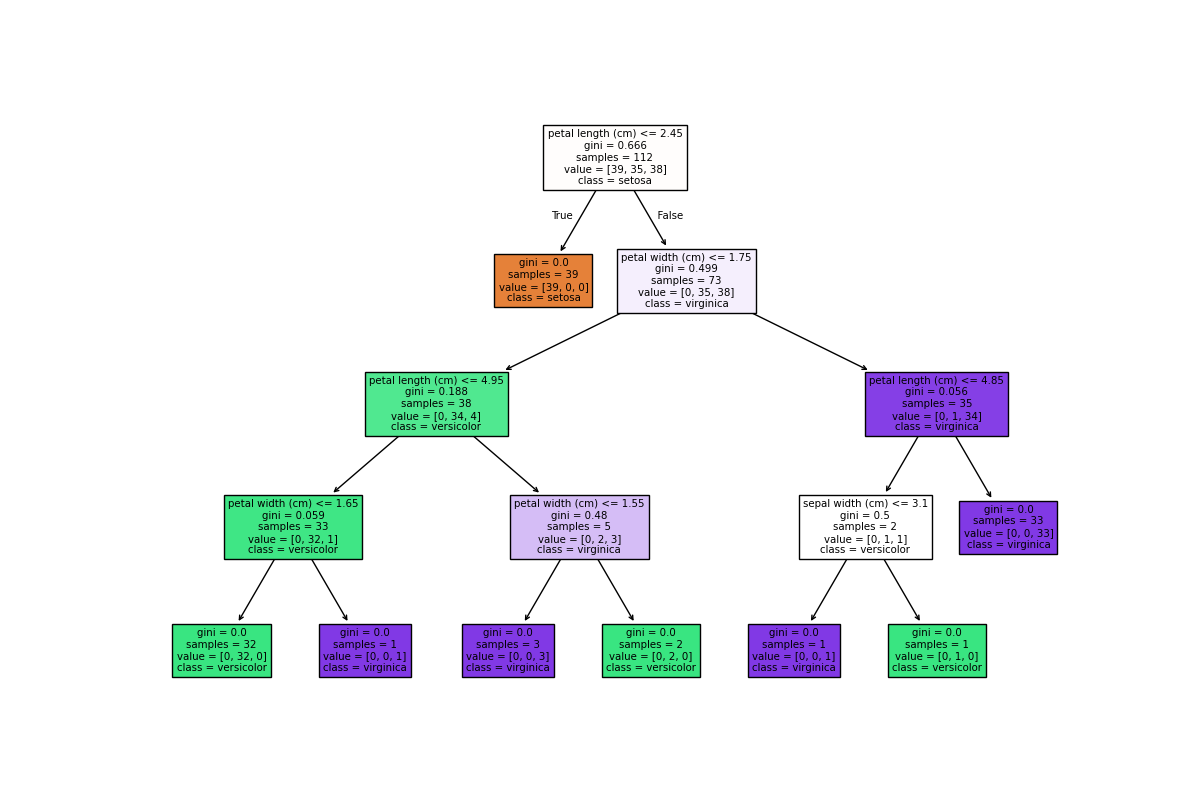 petal length (cm) <= 2.45
gini = 0.666
samples = 112
value = [39, 35, 38]
class = setosa
True
False
gini = 0.0
samples = 39
value = [39, 0, 0]
class = setosa
petal width (cm) <= 1.75
gini = 0.499
samples = 73
value = [0, 35, 38]
class = virginica
petal length (cm) <= 4.95
gini = 0.188
samples = 38
value = [0, 34, 4]
class = versicolor
petal length (cm) <= 4.85
gini = 0.056
samples = 35
value = [0, 1, 34]
class = virginica
petal width (cm) <= 1.65
gini = 0.059
samples = 33
value = [0, 32, 1]
class = versicolor
petal width (cm) <= 1.55
gini = 0.48
samples = 5
value = [0, 2, 3]
class = virginica
sepal width (cm) <= 3.1
gini = 0.5
samples = 2
value = [0, 1, 1]
class = versicolor
gini = 0.0
samples = 33
value = [0, 0, 33]
class = virginica
gini = 0.0
samples = 32
value = [0, 32, 0]
class = versicolor
gini = 0.0
samples = 1
value = [0, 0, 1]
class = virginica
gini = 0.0
samples = 3
value = [0, 0, 3]
class = virginica
gini = 0.0
samples = 2
value = [0, 2, 0]
class = versicolor
gini = 0.0
samples = 1
value = [0, 0, 1]
class = virginica
gini = 0.0
samples = 1
value = [0, 1, 0]
class = versicolor